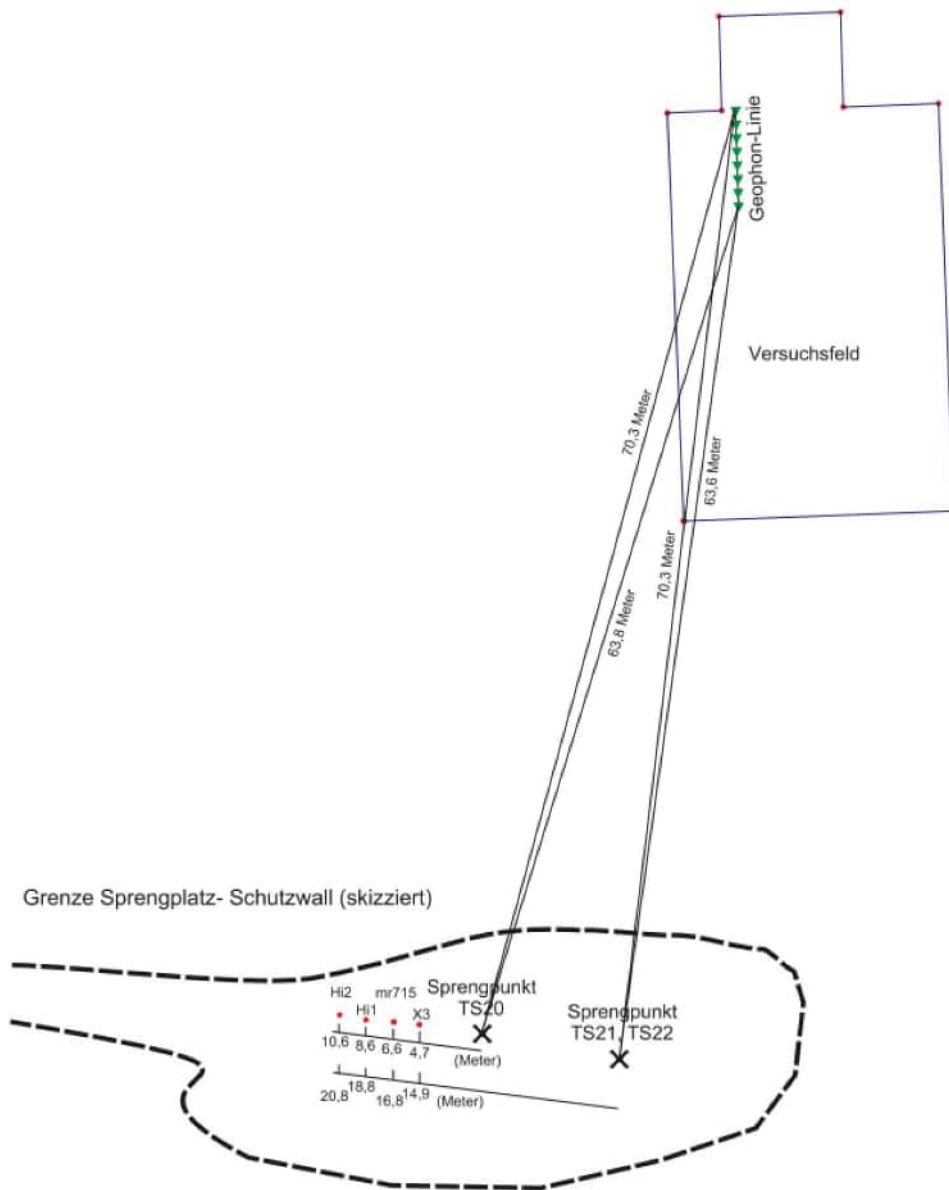 Geophon-Linie
Versuchsfeld
70,3 Meter
63,6 Meter
70,3 Meter
63,8 Meter
Grenze Sprengplatz- Schutzwall (skizziert)
Hi2
mr715
Hi1
X3
Sprengpunkt
TS20
Sprengpunkt
TS21, TS22
10,6 8,6 6,6 4,7
(Meter)
20,8 18,8 16,8 14,9 (Meter)